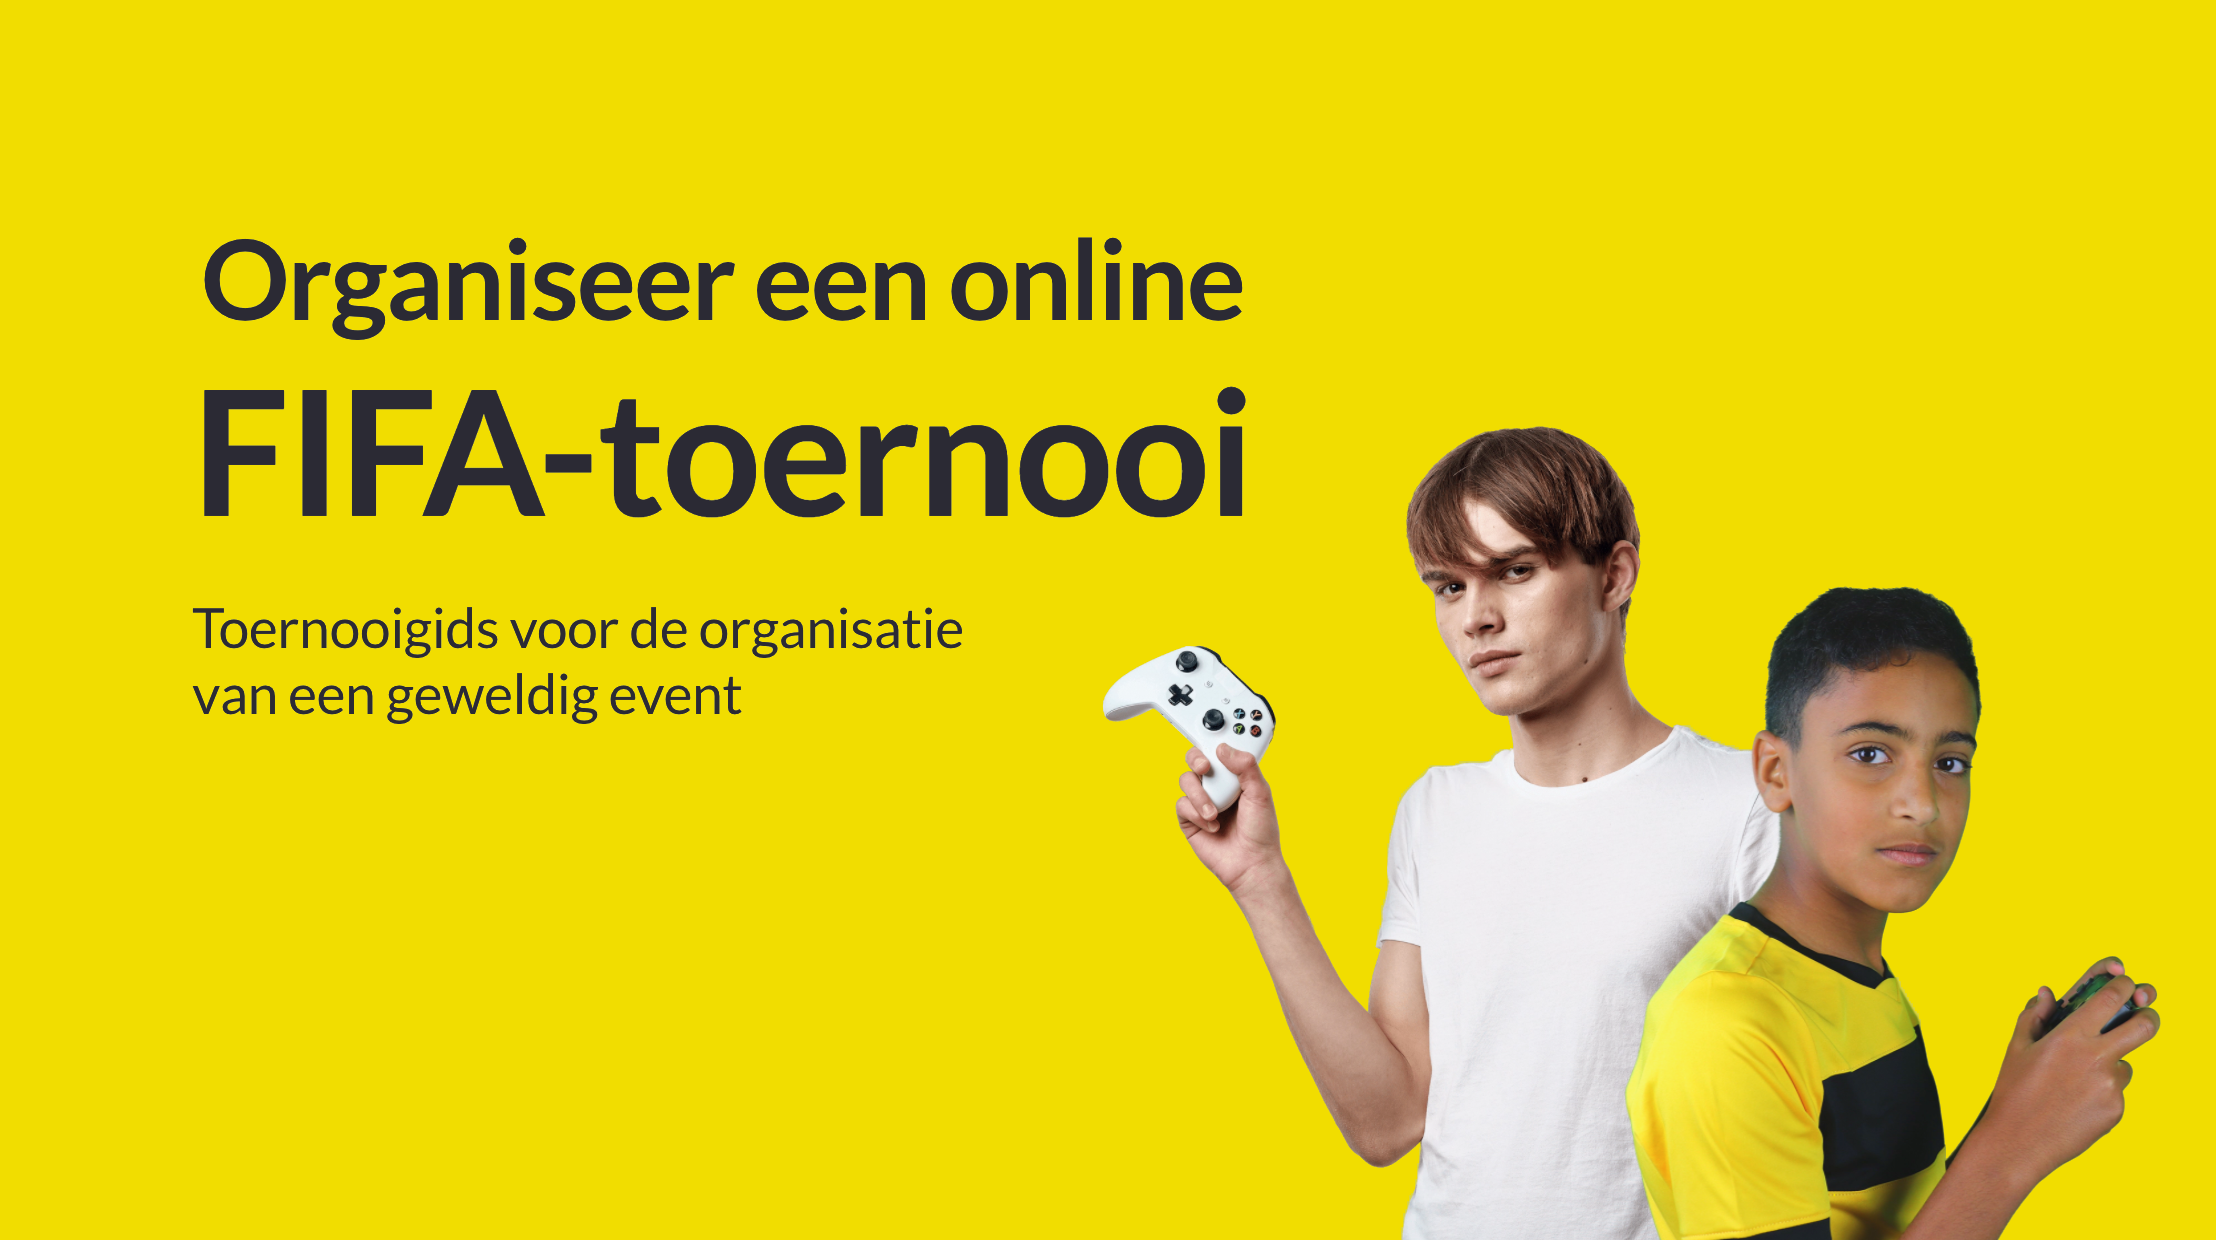 Organiseer een online
FIFA-toernooi
Toernooigids voor de organisatie
van een geweldig event